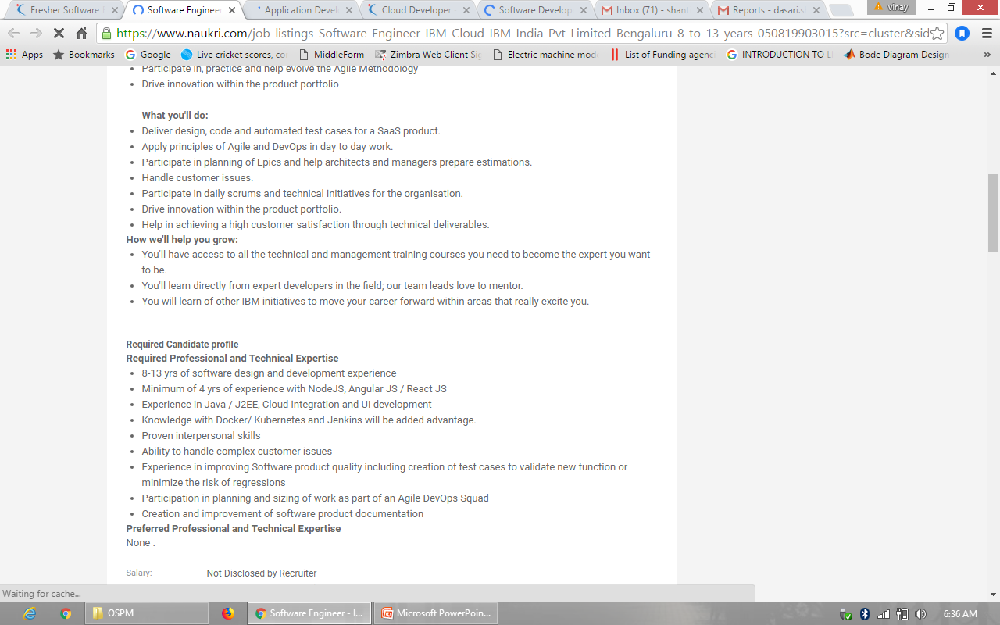 Fresher Software
Software Enginee
Application Devel
Cloud Developer
Software Develop
Inbox (71) - shant
Reports - dasari.s
vinay
https://www.naukri.com/job-listings-Software-Engineer-IBM-Cloud-IBM-India-Pvt-Limited-Bengaluru-8-to-13-years-050819903015?src=cluster&sid
Apps
Bookmarks
Google
Live cricket scores, co
MiddleForm
Zimbra Web Client Sig
Electric machine mod
List of Funding agenc
INTRODUCTION TO L
Bode Diagram Design
»
Participate in, practice and help evolve the Agile Methodology
Drive innovation within the product portfolio
What you'll do:
Deliver design, code and automated test cases for a SaaS product.
Apply principles of Agile and DevOps in day to day work.
Participate in planning of Epics and help architects and managers prepare estimations.
Handle customer issues.
Participate in daily scrums and technical initiatives for the organisation.
Drive innovation within the product portfolio.
Help in achieving a high customer satisfaction through technical deliverables.
How we'll help you grow:
You'll have access to all the technical and management training courses you need to become the expert you want
to be.
You'll learn directly from expert developers in the field; our team leads love to mentor.
You will learn of other IBM initiatives to move your career forward within areas that really excite you.
Required Candidate profile
Required Professional and Technical Expertise
8-13 yrs of software design and development experience
Minimum of 4 yrs of experience with NodeJS, Angular JS / React JS
Experience in Java / J2EE, Cloud integration and UI development
Knowledge with Docker/ Kubernetes and Jenkins will be added advantage.
Proven interpersonal skills
Ability to handle complex customer issues
Experience in improving Software product quality including creation of test cases to validate new function or
minimize the risk of regressions
Participation in planning and sizing of work as part of an Agile DevOps Squad
Creation and improvement of software product documentation
Preferred Professional and Technical Expertise
None .
Salary: Not Disclosed by Recruiter
Waiting for cache...
OSPM
Software Engineer - I...
Microsoft PowerPoin...
6:36 AM